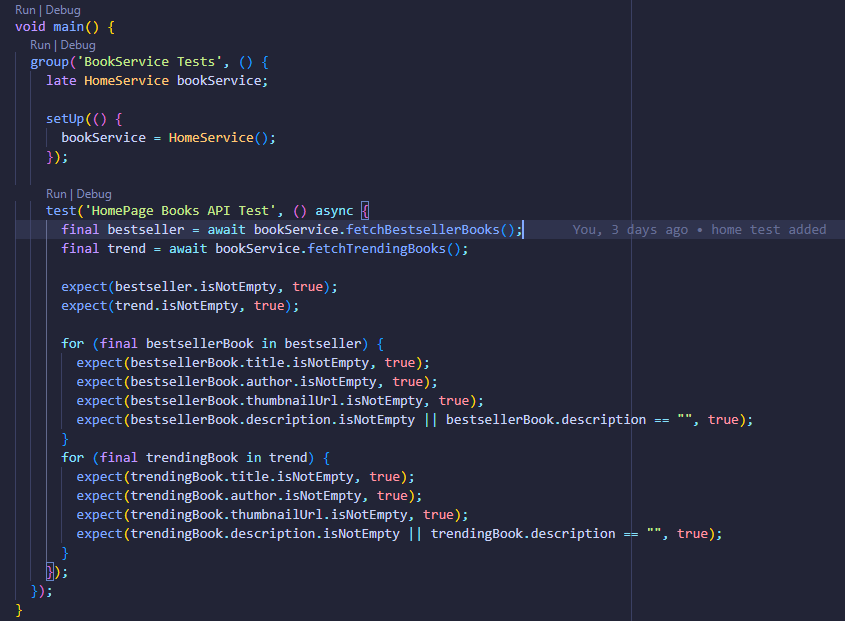 Run | Debug
void main() {
Run | Debug
group('BookService Tests', () {
late HomeService bookService;
setUp(() {
bookService = HomeService();
});
Run | Debug
test('HomePage Books API Test', () async {
final bestseller = await bookService.fetchBestsellerBooks(); You, 3 days ago • home test added
final trend = await bookService.fetchTrendingBooks();
expect(bestseller.isNotEmpty, true);
expect(trend.isNotEmpty, true);
for (final bestsellerBook in bestseller) {
expect(bestsellerBook.title.isNotEmpty, true);
expect(bestsellerBook.author.isNotEmpty, true);
expect(bestsellerBook.thumbnailUrl.isNotEmpty, true);
expect(bestsellerBook.description.isNotEmpty || bestsellerBook.description == "", true);
}
for (final trendingBook in trend) {
expect(trendingBook.title.isNotEmpty, true);
expect(trendingBook.author.isNotEmpty, true);
expect(trendingBook.thumbnailUrl.isNotEmpty, true);
expect(trendingBook.description.isNotEmpty || trendingBook.description == "", true);
}
});
});
}